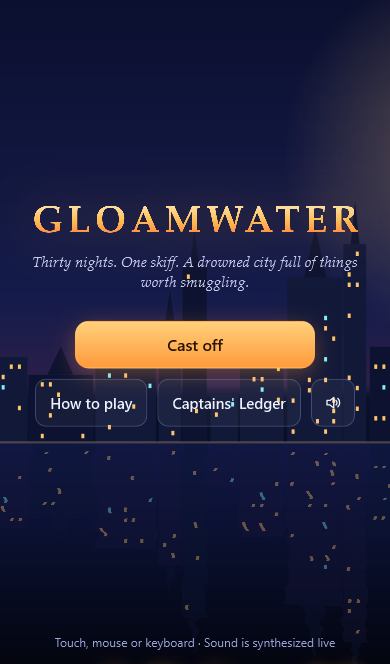 GLOAMWATER
Thirty nights. One skiff. A drowned city full of things
worth smuggling.
Cast off
How to play
Captains' Ledger
Touch, mouse or keyboard · Sound is synthesized live